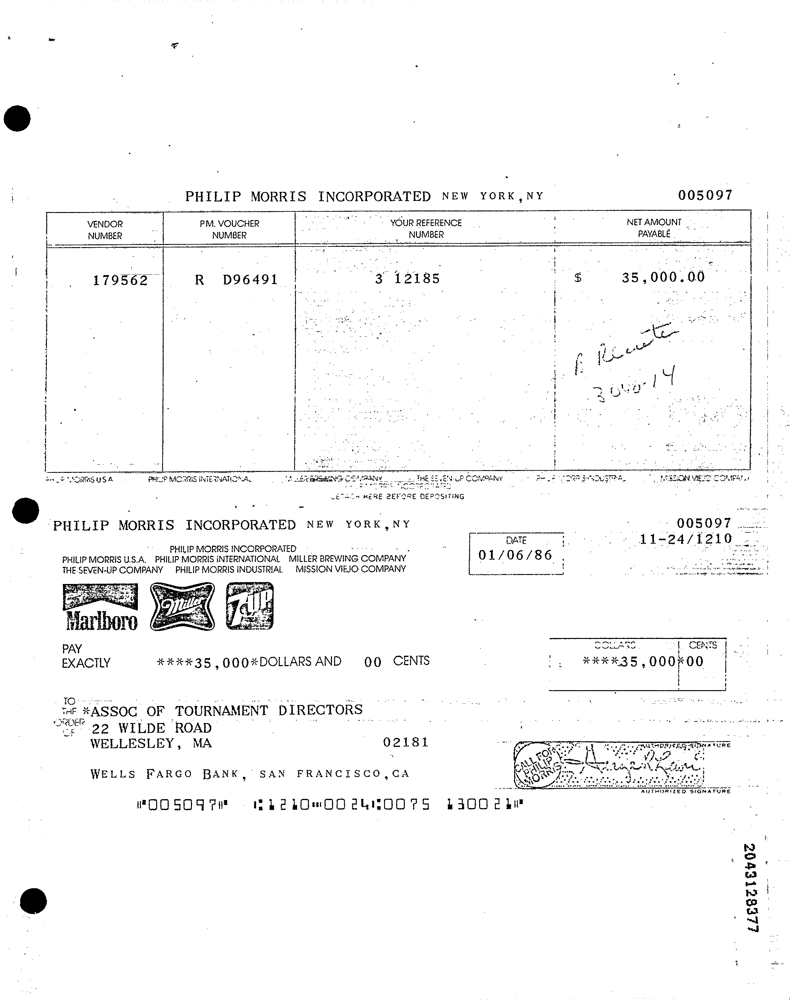 PHILIP MORRIS INCORPORATED NEW YORK, NY 005097
VENDOR NUMBER P.M. VOUCHER NUMBER YOUR REFERENCE NUMBER NET AMOUNT PAYABLE
179562 R D96491 3 12185 $ 35,000.00
3040-14
PHILIP MORRIS U S A PHILIP MORRIS INTERNATIONAL MILLER BREWING COMPANY THE SEVEN-UP COMPANY PHILIP MORRIS INDUSTRIAL MISSION VIEJO COMPANY
DETACH HERE BEFORE DEPOSITING
PHILIP MORRIS INCORPORATED NEW YORK, NY 005097
11-24/1210
DATE
01/06/86
PHILIP MORRIS INCORPORATED
PHILIP MORRIS U.S.A. PHILIP MORRIS INTERNATIONAL MILLER BREWING COMPANY
THE SEVEN-UP COMPANY PHILIP MORRIS INDUSTRIAL MISSION VIEJO COMPANY
Marlboro Miller 7UP
PAY
EXACTLY ****35,000*DOLLARS AND 00 CENTS
DOLLARS CENTS
****35,000*00
TO THE ORDER OF
*ASSOC OF TOURNAMENT DIRECTORS
22 WILDE ROAD
WELLESLEY, MA 02181
WELLS FARGO BANK, SAN FRANCISCO, CA
CALL FOR PHILIP MORRIS
AUTHORIZED SIGNATURE
AUTHORIZED SIGNATURE
⑈005097⑈ ⑆1210⑉0024⑆0075 130021⑈
2043128377